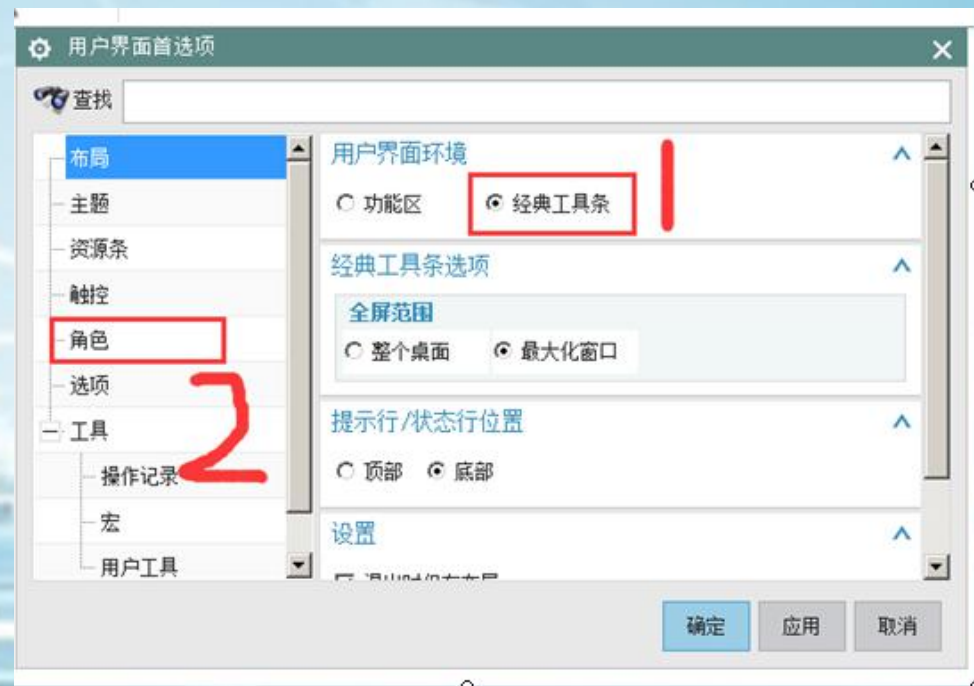 用户界面首选项
查找
布局
主题
资源条
触控
角色
选项
工具
操作记录
宏
用户工具
用户界面环境
功能区 经典工具条
1
经典工具条选项
全屏范围
整个桌面 最大化窗口
提示行/状态行位置
顶部 底部
设置
2
确定 应用 取消